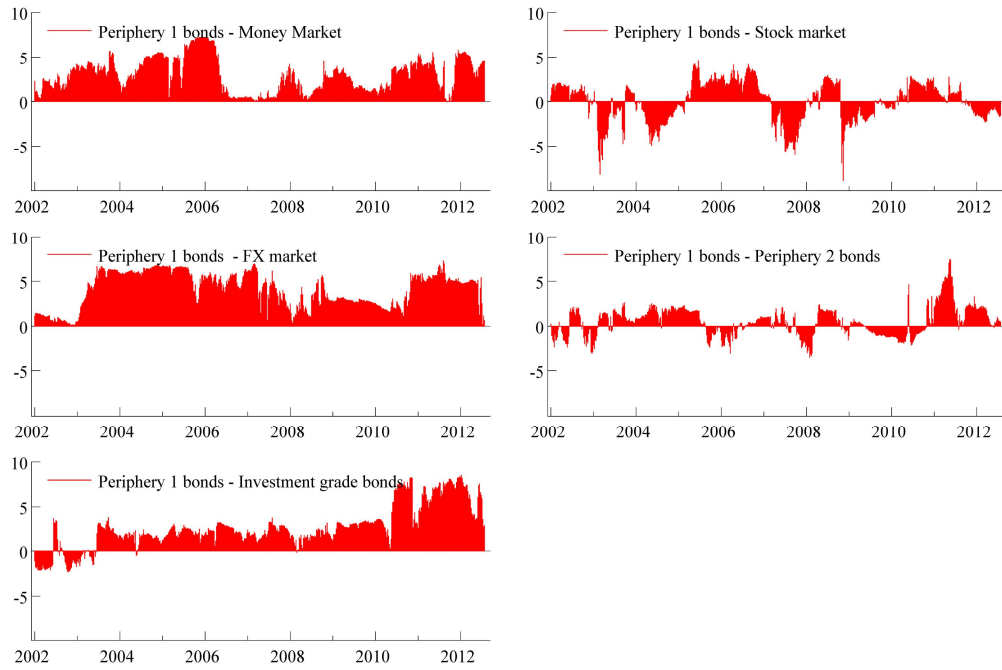 10
Periphery 1 bonds - Money Market
5
0
-5
2002 2004 2006 2008 2010 2012
10
Periphery 1 bonds - Stock market
5
0
-5
2002 2004 2006 2008 2010 2012
10
Periphery 1 bonds - FX market
5
0
-5
2002 2004 2006 2008 2010 2012
10
Periphery 1 bonds - Periphery 2 bonds
5
0
-5
2002 2004 2006 2008 2010 2012
10
Periphery 1 bonds - Investment grade bonds
5
0
-5
2002 2004 2006 2008 2010 2012